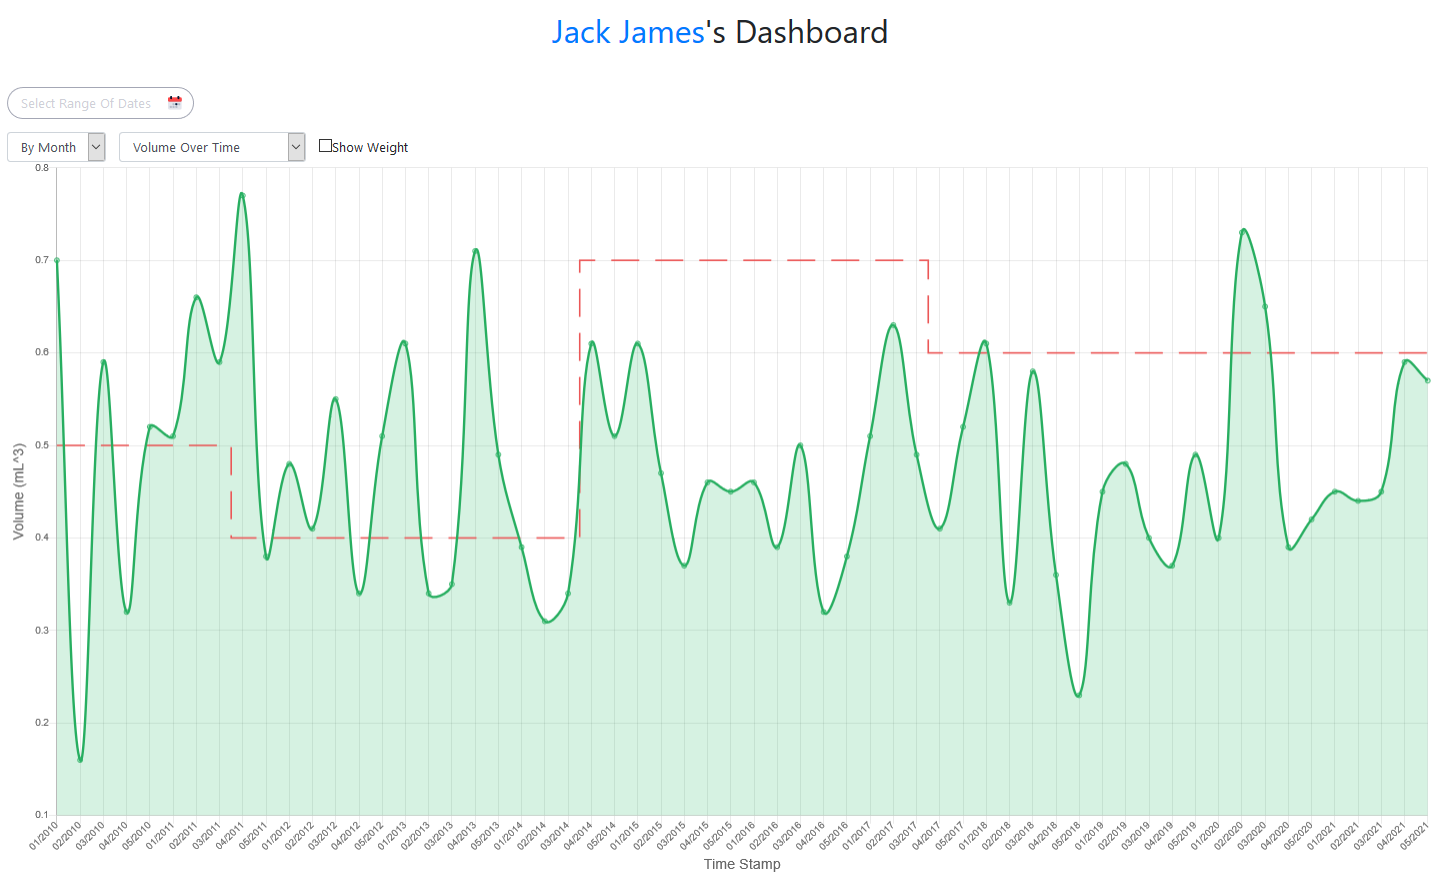 Jack James's Dashboard
Select Range Of Dates
By Month Volume Over Time Show Weight
0.8
0.7
0.6
0.5
0.4
0.3
0.2
0.1
Volume (mL^3)
01/2010 02/2010 03/2010 04/2010 05/2010 01/2011 02/2011 03/2011 04/2011 05/2011 01/2012 02/2012 03/2012 04/2012 05/2012 01/2013 02/2013 03/2013 04/2013 05/2013 01/2014 02/2014 03/2014 04/2014 05/2014 01/2015 02/2015 03/2015 04/2015 05/2015 01/2016 02/2016 03/2016 04/2016 05/2016 01/2017 02/2017 03/2017 04/2017 05/2017 01/2018 02/2018 03/2018 04/2018 05/2018 01/2019 02/2019 03/2019 04/2019 05/2019 01/2020 02/2020 03/2020 04/2020 05/2020 01/2021 02/2021 03/2021 04/2021 05/2021
Time Stamp